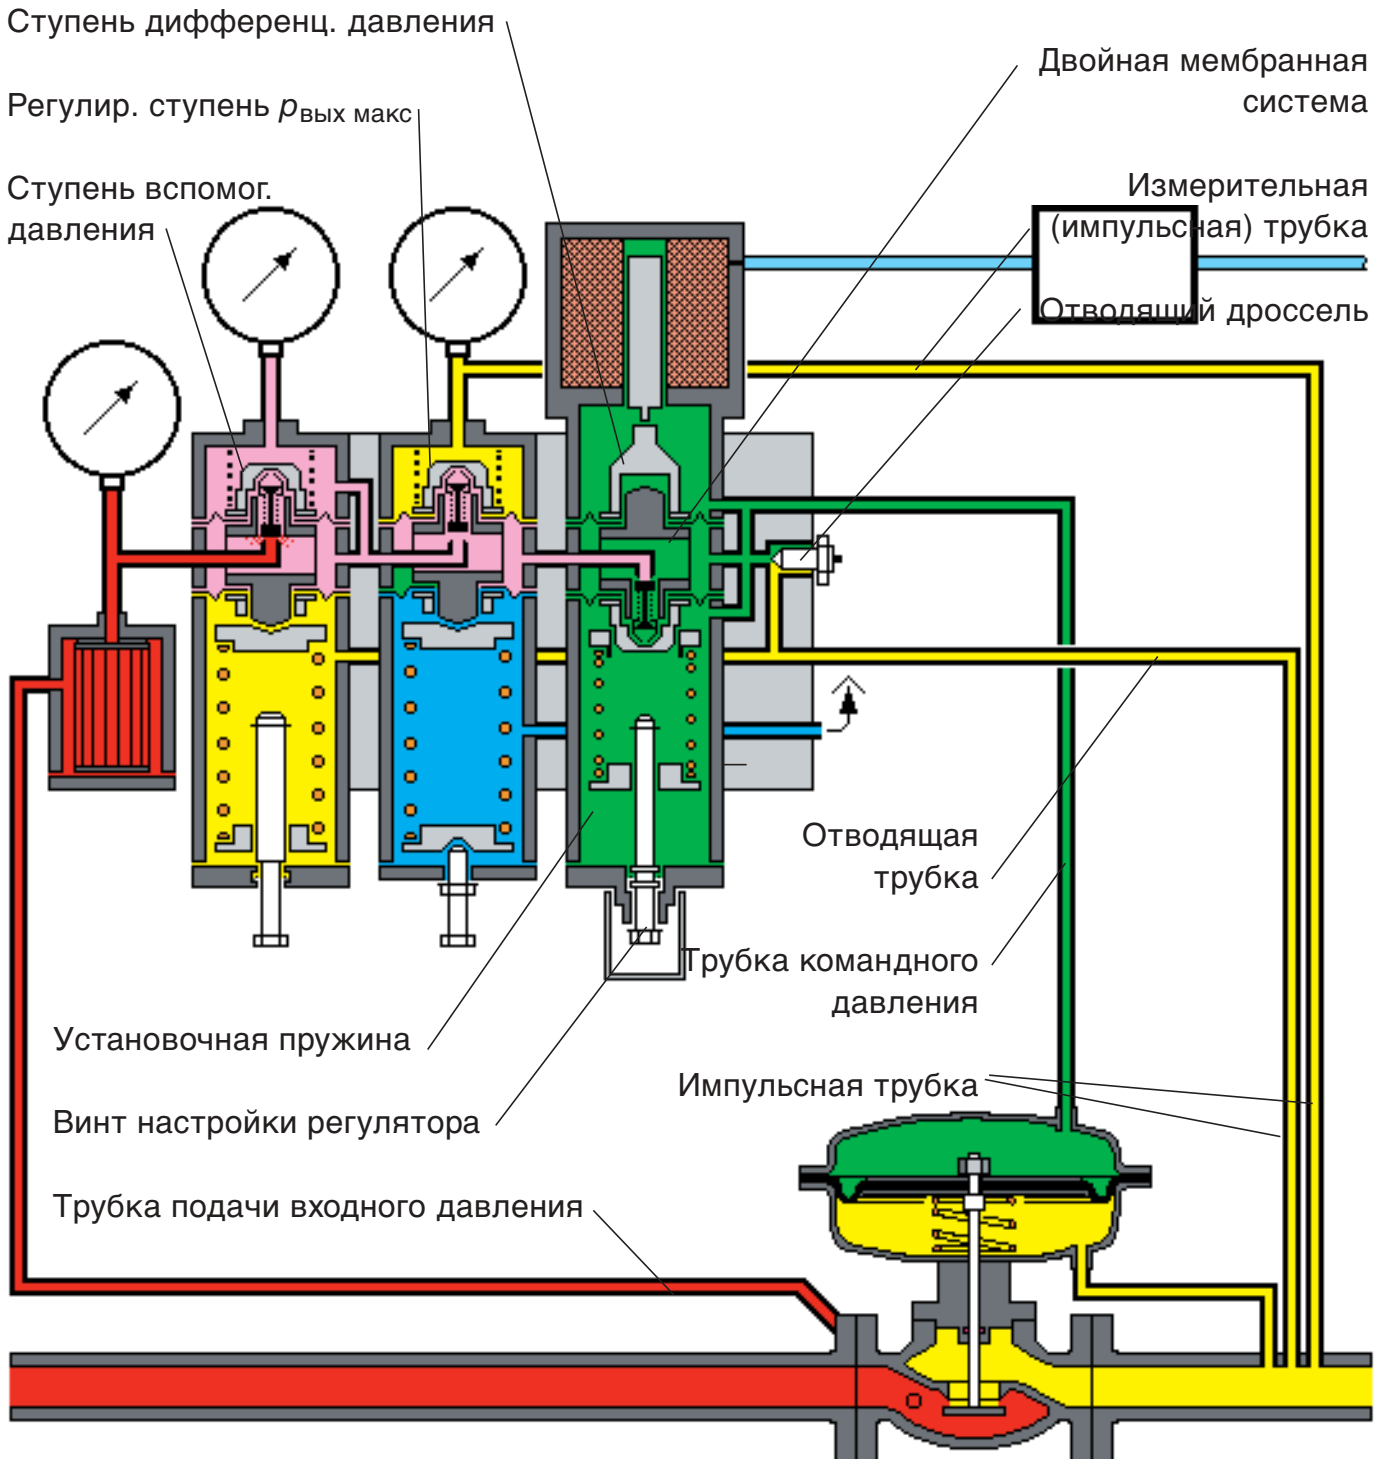 Ступень дифференц. давления
Двойная мембранная
система
Регулир. ступень pвых макс
Ступень вспомог.
давления
Измерительная
(импульсная) трубка
Отводящий дроссель
Отводящая
трубка
Трубка командного
давления
Установочная пружина
Импульсная трубка
Винт настройки регулятора
Трубка подачи входного давления